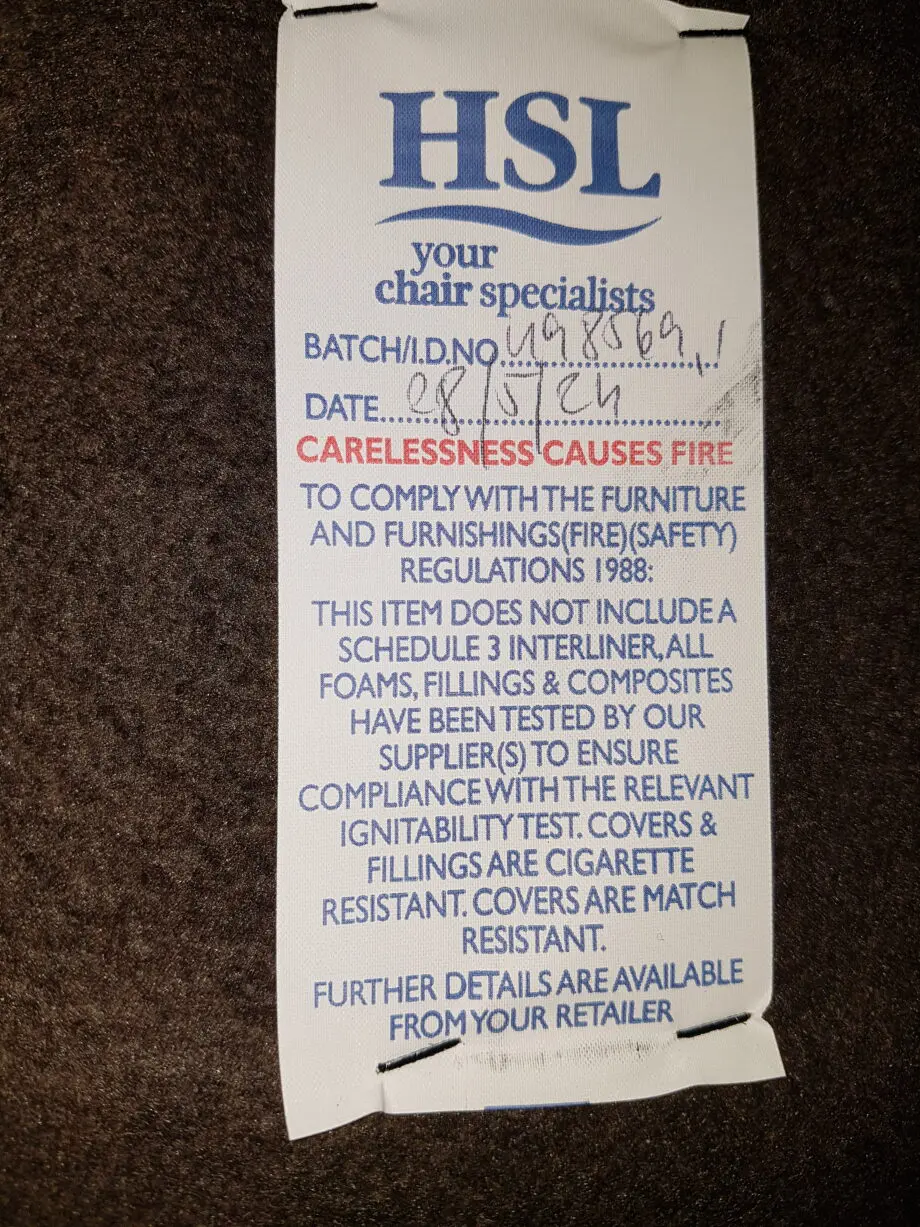 HSL
your
chair specialists
BATCH/I.D.NO. 498569,1
DATE 28/5/24
CARELESSNESS CAUSES FIRE
TO COMPLY WITH THE FURNITURE
AND FURNISHINGS(FIRE)(SAFETY)
REGULATIONS 1988:
THIS ITEM DOES NOT INCLUDE A
SCHEDULE 3 INTERLINER,ALL
FOAMS, FILLINGS & COMPOSITES
HAVE BEEN TESTED BY OUR
SUPPLIER(S) TO ENSURE
COMPLIANCE WITH THE RELEVANT
IGNITABILITY TEST. COVERS &
FILLINGS ARE CIGARETTE
RESISTANT. COVERS ARE MATCH
RESISTANT.
FURTHER DETAILS ARE AVAILABLE
FROM YOUR RETAILER